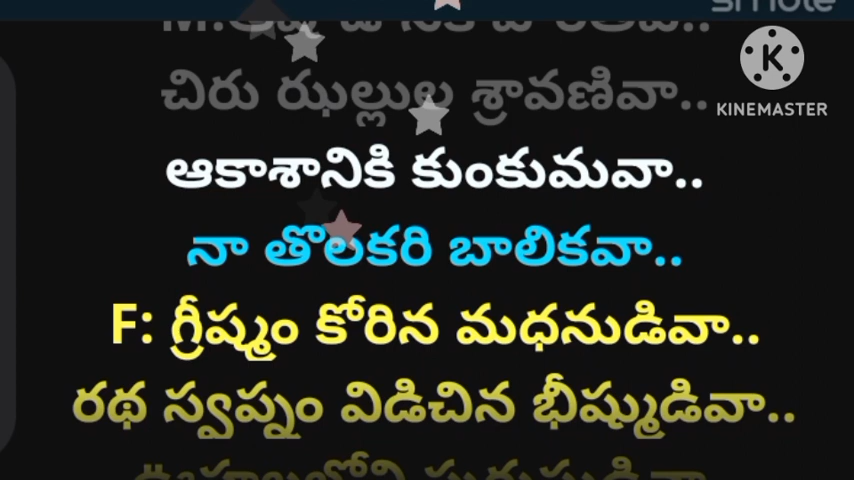 చిరు ఝల్లుల శ్రావణివా..
KINEMASTER
ఆకాశానికి కుంకుమవా..
నా తొలకరి బాలికవా..
F: గ్రీష్మం కోరిన మధనుడివా..
రథ స్వప్నం విడిచిన భీష్ముడివా..